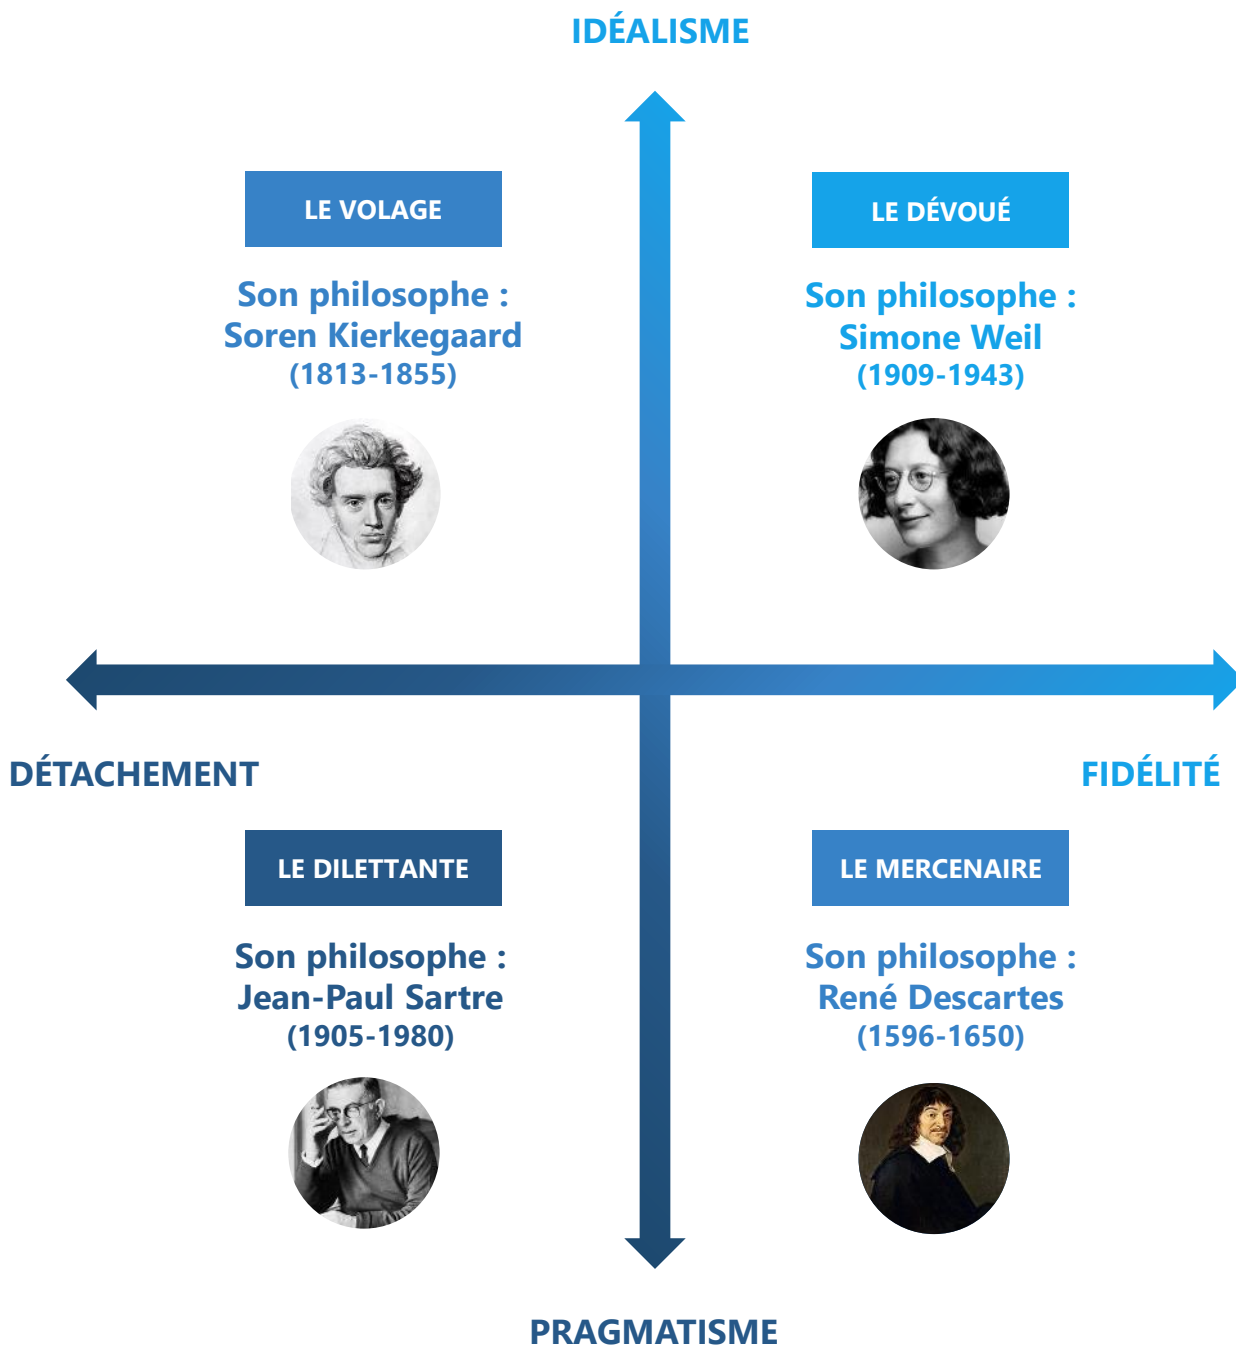 IDÉALISME
LE VOLAGE
Son philosophe :
Soren Kierkegaard
(1813-1855)
LE DÉVOUÉ
Son philosophe :
Simone Weil
(1909-1943)
DÉTACHEMENT
FIDÉLITÉ
LE DILETTANTE
Son philosophe :
Jean-Paul Sartre
(1905-1980)
LE MERCENAIRE
Son philosophe :
René Descartes
(1596-1650)
PRAGMATISME